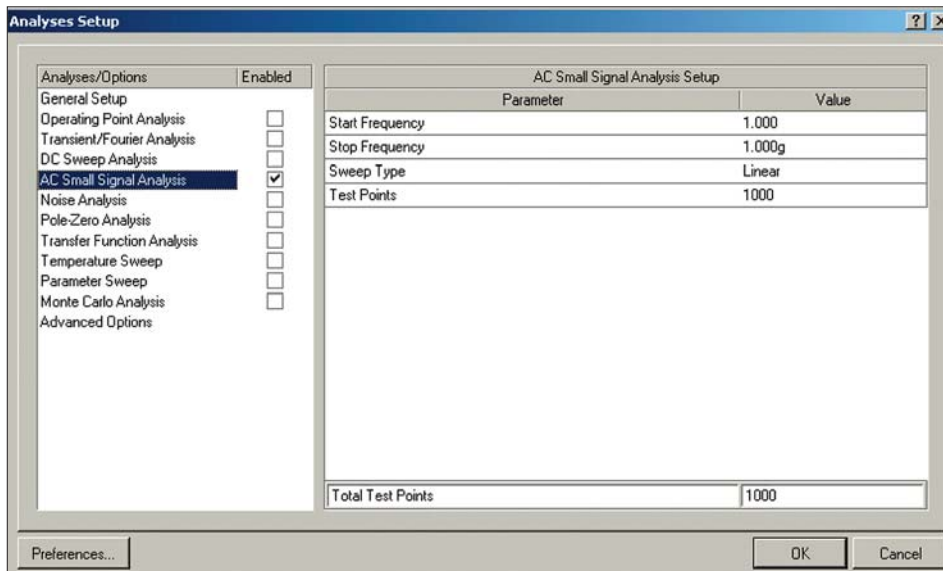 Analyses Setup
Analyses/Options Enabled
General Setup
Operating Point Analysis
Transient/Fourier Analysis
DC Sweep Analysis
AC Small Signal Analysis
Noise Analysis
Pole-Zero Analysis
Transfer Function Analysis
Temperature Sweep
Parameter Sweep
Monte Carlo Analysis
Advanced Options
AC Small Signal Analysis Setup
Parameter Value
Start Frequency 1.000
Stop Frequency 1.000g
Sweep Type Linear
Test Points 1000
Total Test Points 1000
Preferences... OK Cancel